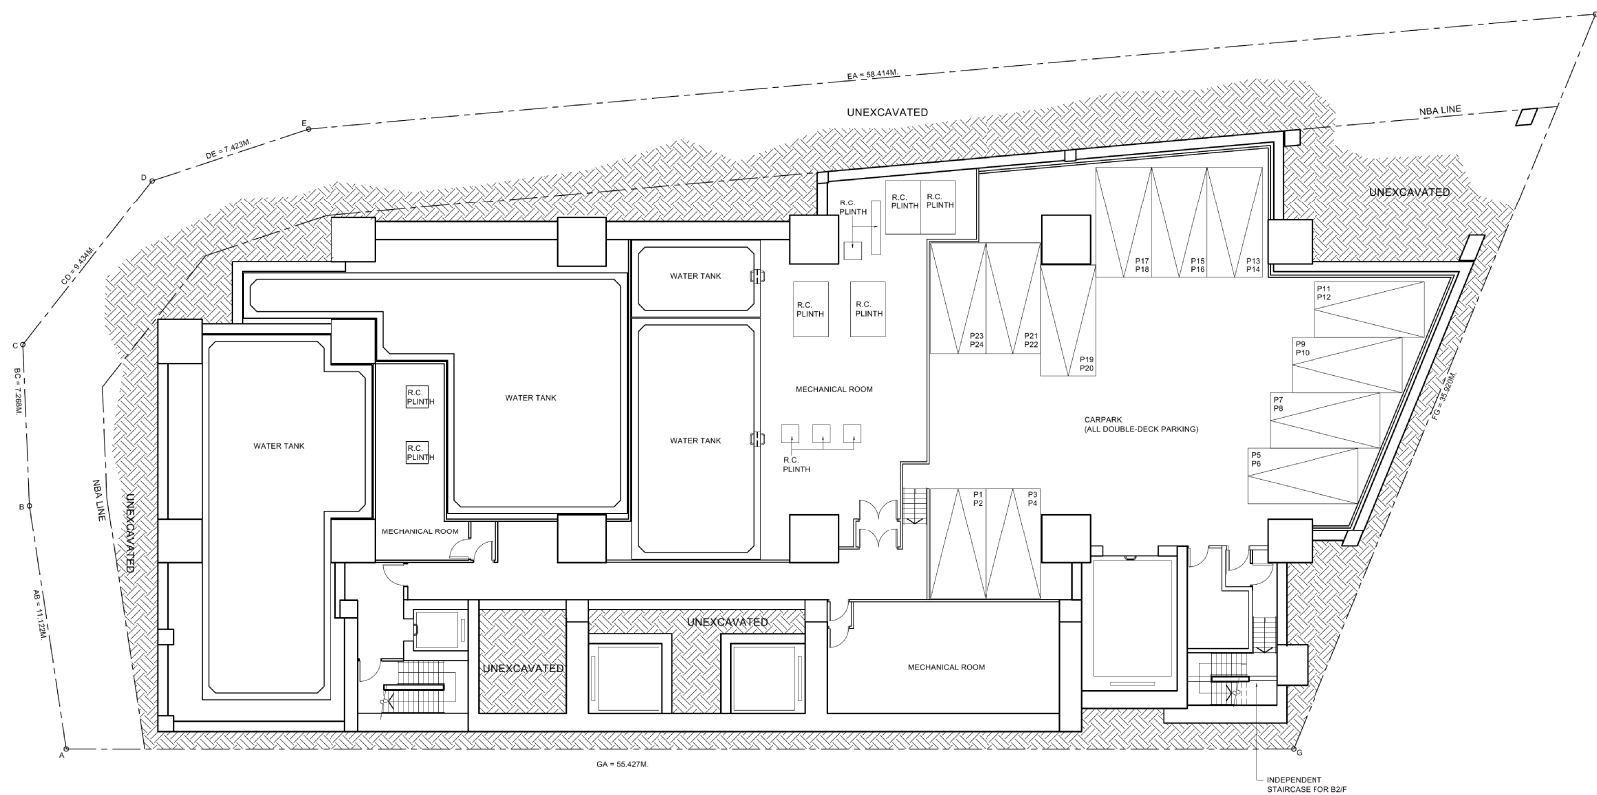 EA = 58.414M.
UNEXCAVATED
NBA LINE
E
DE = 7.423M.
D
UNEXCAVATED
R.C.
PLINTH
R.C.
PLINTH
R.C.
PLINTH
CD = 9.434M.
P17
P18
P15
P16
P13
P14
WATER TANK
P11
P12
R.C.
PLINTH
R.C.
PLINTH
P23
P24
P21
P22
C
P9
P10
P19
P20
BC = 7.268M.
R.C.
PLINTH
WATER TANK
MECHANICAL ROOM
FG = 35.920M.
P7
P8
CARPARK
(ALL DOUBLE-DECK PARKING)
WATER TANK
WATER TANK
R.C.
PLINTH
R.C.
PLINTH
P5
P6
NBA LINE
UNEXCAVATED
P1
P2
P3
P4
B
MECHANICAL ROOM
AB = 11.122M.
UNEXCAVATED
UNEXCAVATED
MECHANICAL ROOM
A
G
GA = 55.427M.
INDEPENDENT
STAIRCASE FOR B2/F